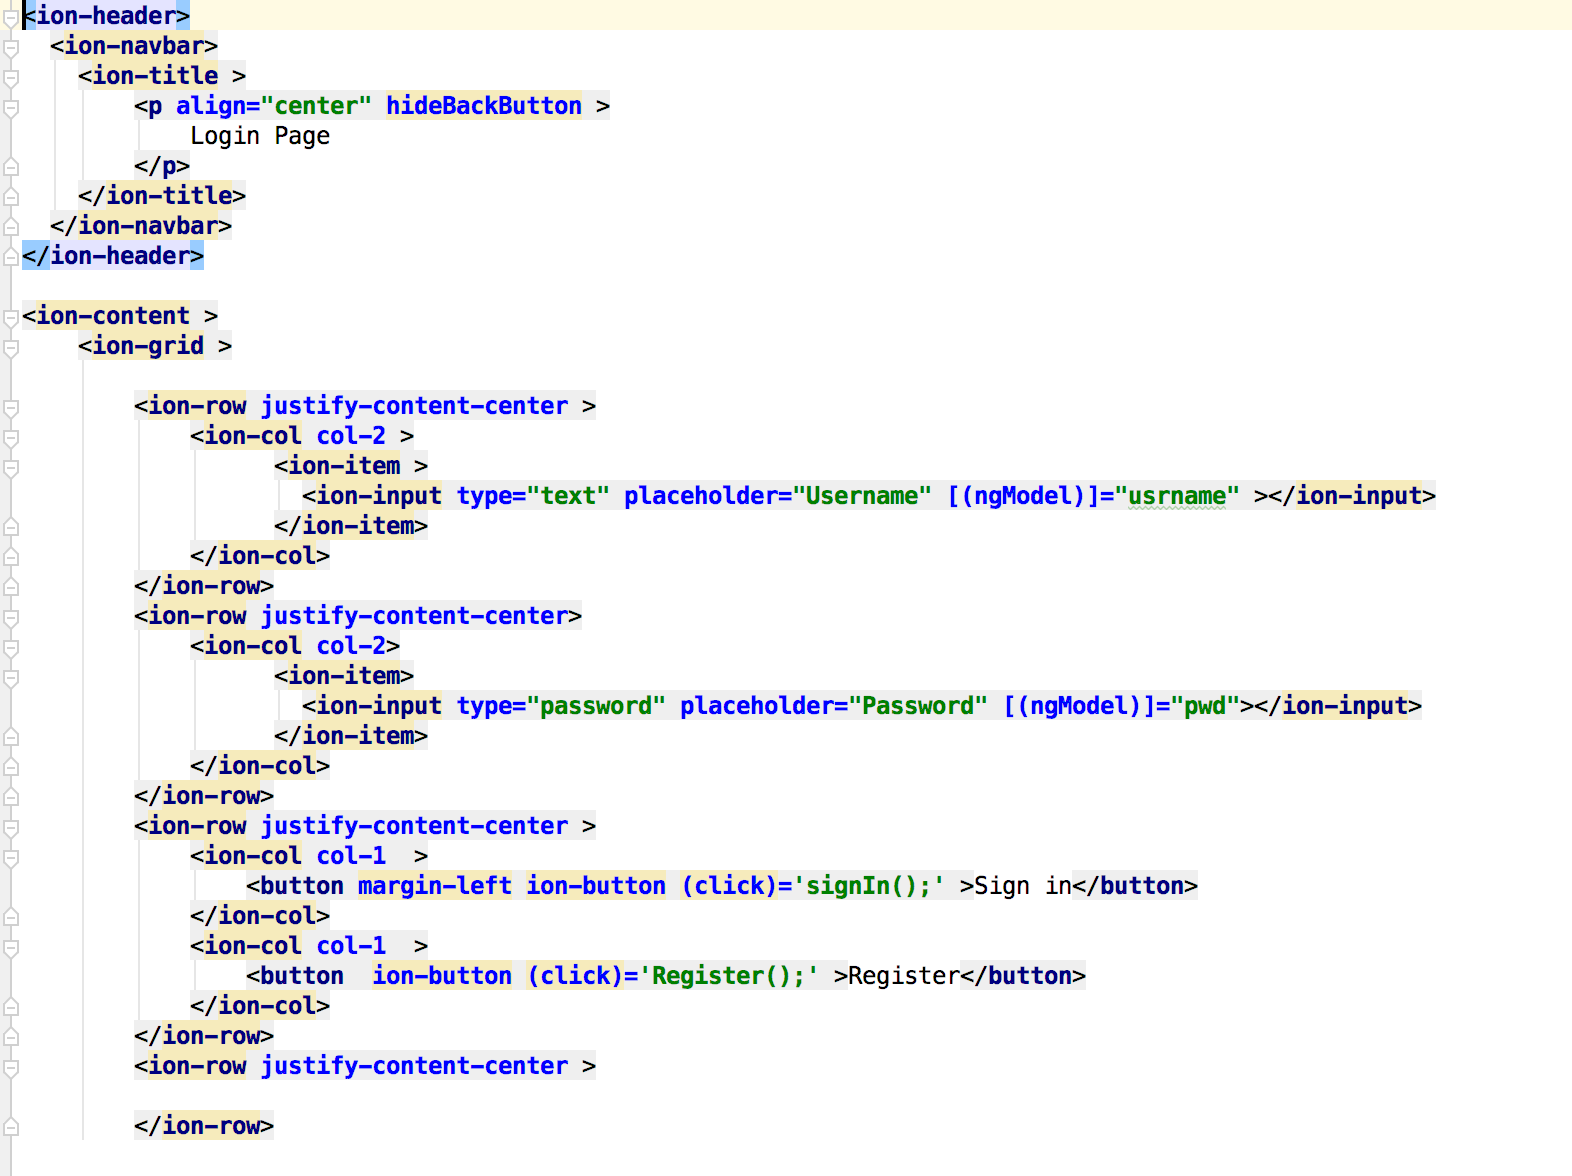 <ion-header>
  <ion-navbar>
    <ion-title >
        <p align="center" hideBackButton >
            Login Page
        </p>
    </ion-title>
  </ion-navbar>
</ion-header>

<ion-content >
    <ion-grid >

        <ion-row justify-content-center >
            <ion-col col-2 >
                  <ion-item >
                    <ion-input type="text" placeholder="Username" [(ngModel)]="usrname" ></ion-input>
                  </ion-item>
            </ion-col>
        </ion-row>
        <ion-row justify-content-center>
            <ion-col col-2>
                  <ion-item>
                    <ion-input type="password" placeholder="Password" [(ngModel)]="pwd"></ion-input>
                  </ion-item>
            </ion-col>
        </ion-row>
        <ion-row justify-content-center >
            <ion-col col-1  >
                <button margin-left ion-button (click)='signIn();' >Sign in</button>
            </ion-col>
            <ion-col col-1  >
                <button  ion-button (click)='Register();' >Register</button>
            </ion-col>
        </ion-row>
        <ion-row justify-content-center >

        </ion-row>